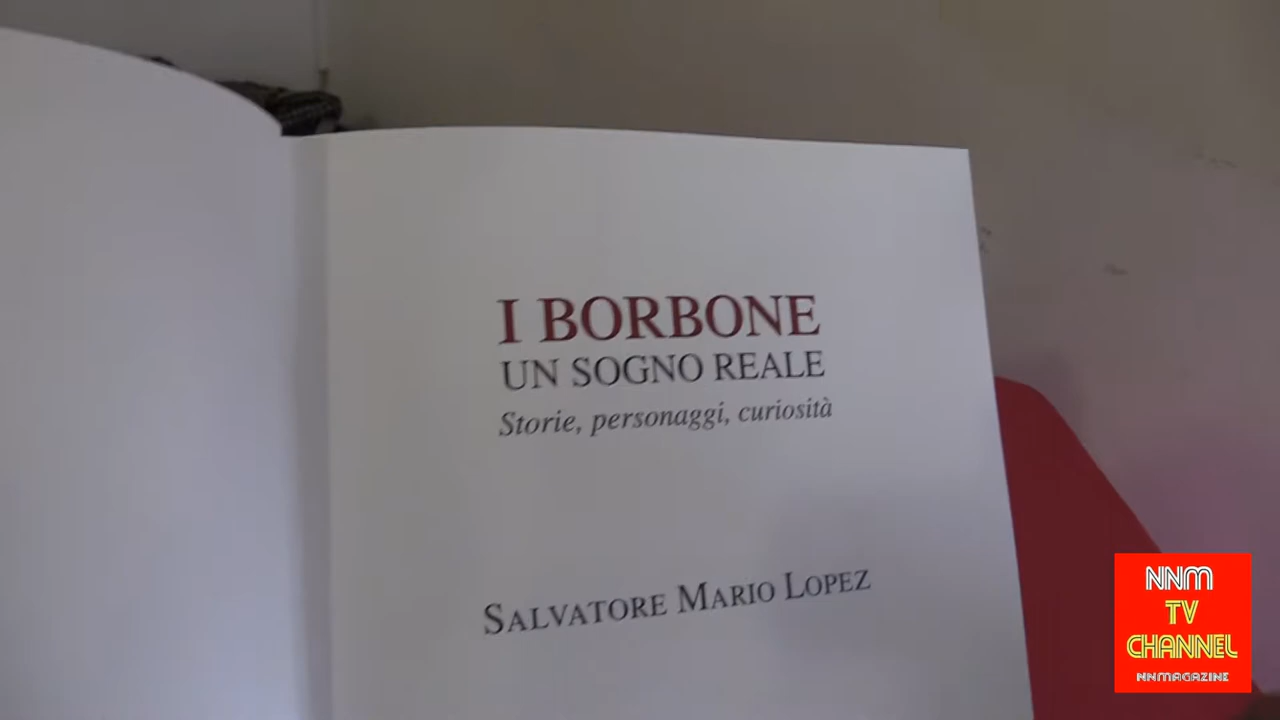 I BORBONE
UN SOGNO REALE
Storie, personaggi, curiosità
SALVATORE MARIO LOPEZ
NNM
TV
CHANNEL
NNMAGAZINE